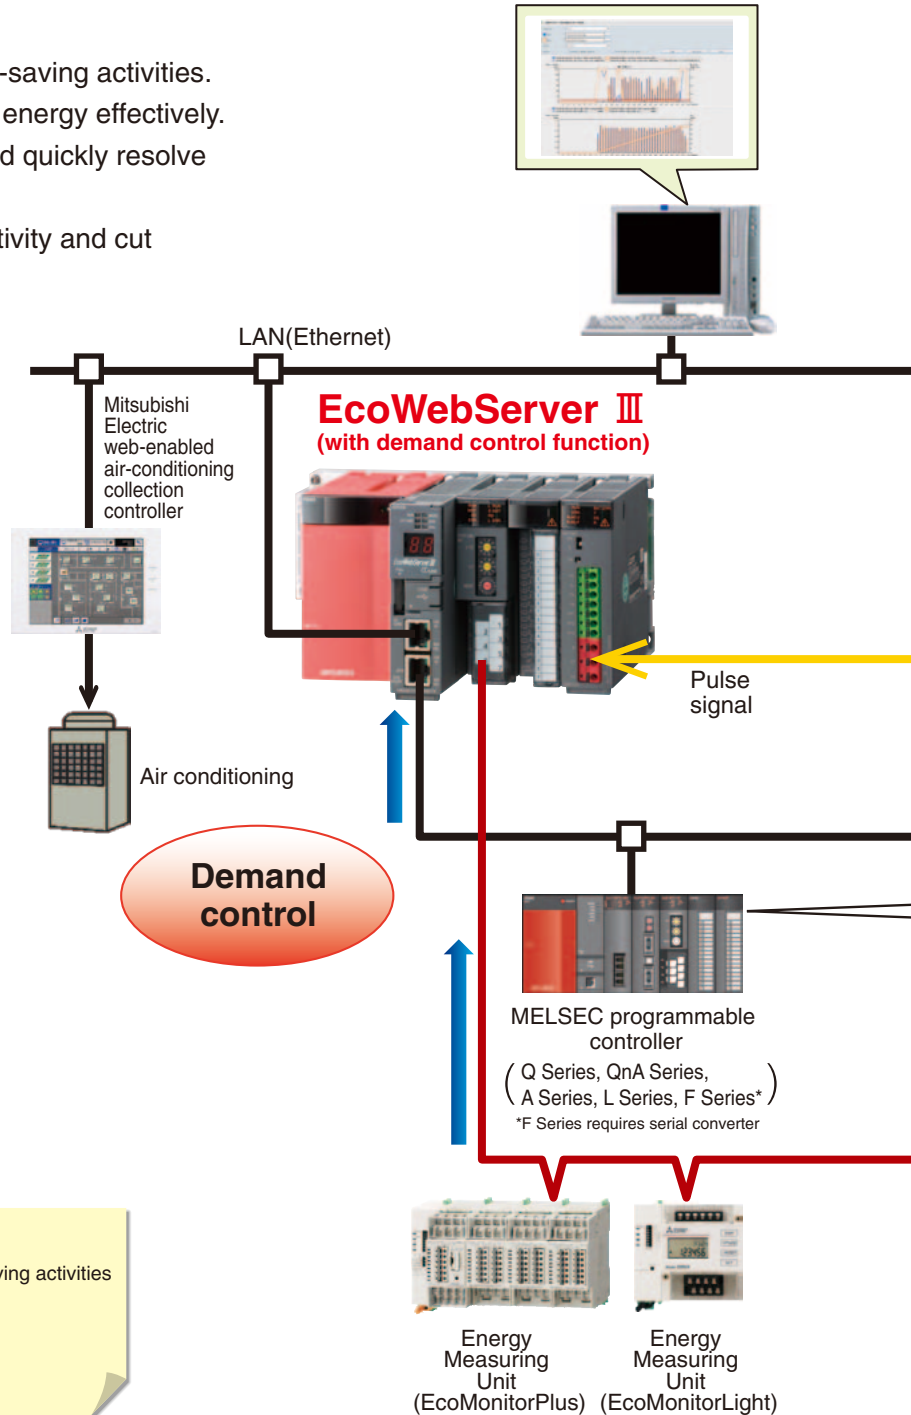 -saving activities.
energy effectively.
d quickly resolve
tivity and cut
LAN(Ethernet)
Mitsubishi
Electric
web-enabled
air-conditioning
collection
controller
EcoWebServer Ⅲ
(with demand control function)
Pulse
signal
Air conditioning
Demand
control
MELSEC programmable
controller
(Q Series, QnA Series,
A Series, L Series, F Series*)
*F Series requires serial converter
ving activities
Energy
Measuring
Unit
(EcoMonitorPlus)
Energy
Measuring
Unit
(EcoMonitorLight)